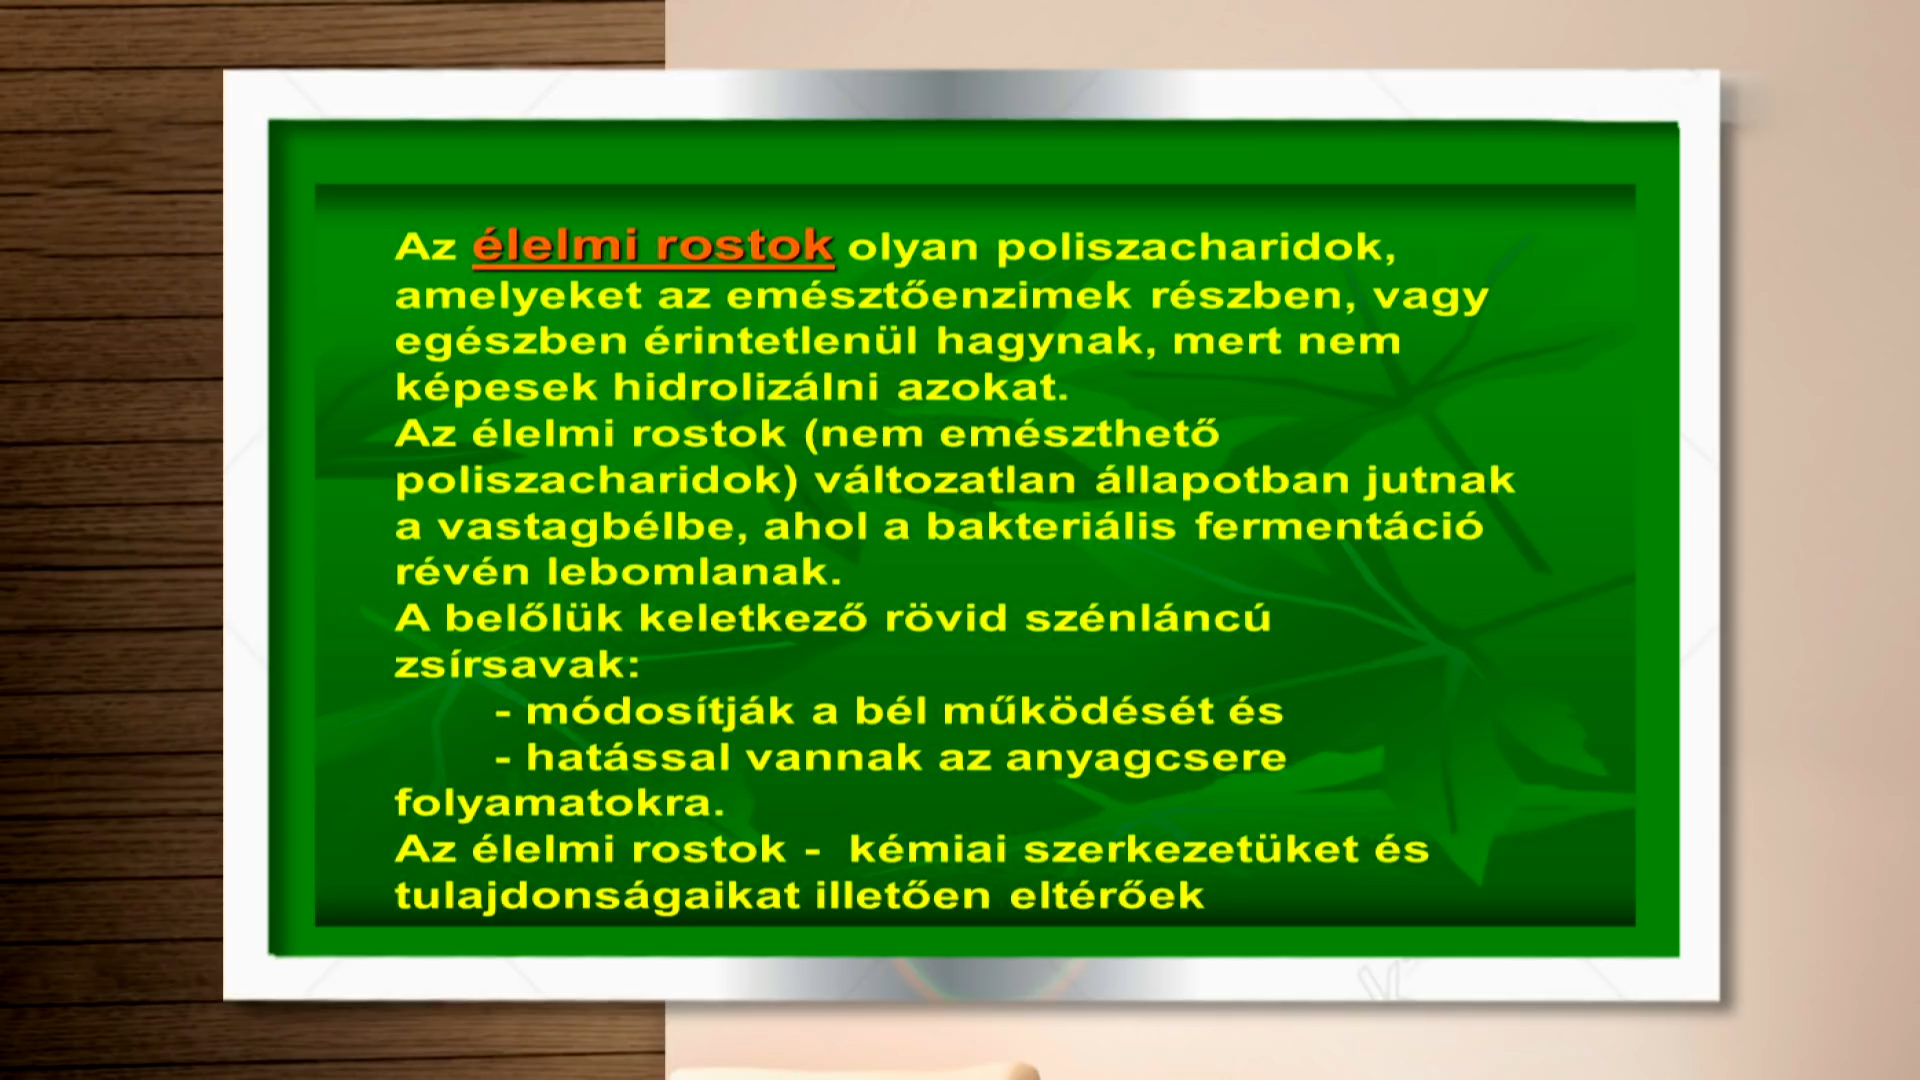 Az élelmi rostok olyan poliszacharidok,
amelyeket az emésztőenzimek részben, vagy
egészben érintetlenül hagynak, mert nem
képesek hidrolizálni azokat.
Az élelmi rostok (nem emészthető
poliszacharidok) változatlan állapotban jutnak
a vastagbélbe, ahol a bakteriális fermentáció
révén lebomlanak.
A belőlük keletkező rövid szénláncú
zsírsavak:
- módosítják a bél működését és
- hatással vannak az anyagcsere
folyamatokra.
Az élelmi rostok - kémiai szerkezetüket és
tulajdonságaikat illetően eltérőek